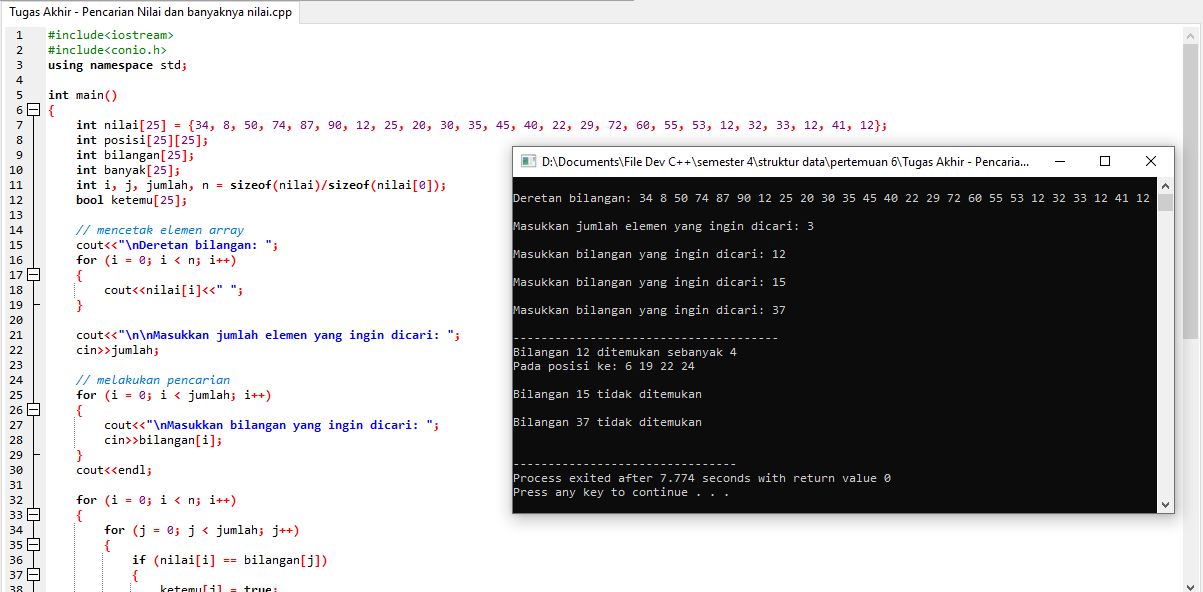 Tugas Akhir - Pencarian Nilai dan banyaknya nilai.cpp
1 #include<iostream>
2 #include<conio.h>
3 using namespace std;
4
5 int main()
6 {
7 int nilai[25] = {34, 8, 50, 74, 87, 90, 12, 25, 20, 30, 35, 45, 40, 22, 29, 72, 60, 55, 53, 12, 32, 33, 12, 41, 12};
8 int posisi[25][25];
9 int bilangan[25];
10 int banyak[25];
11 int i, j, jumlah, n = sizeof(nilai)/sizeof(nilai[0]);
12 bool ketemu[25];
13
14 // mencetak elemen array
15 cout<<"\nDeretan bilangan: ";
16 for (i = 0; i < n; i++)
17 {
18 cout<<nilai[i]<<" ";
19 }
20
21 cout<<"\n\nMasukkan jumlah elemen yang ingin dicari: ";
22 cin>>jumlah;
23
24 // melakukan pencarian
25 for (i = 0; i < jumlah; i++)
26 {
27 cout<<"\nMasukkan bilangan yang ingin dicari: ";
28 cin>>bilangan[i];
29 }
30 cout<<endl;
31
32 for (i = 0; i < n; i++)
33 {
34 for (j = 0; j < jumlah; j++)
35 {
36 if (nilai[i] == bilangan[j])
37 {
38 ketemu[j] = true;
D:\Documents\File Dev C++\semester 4\struktur data\pertemuan 6\Tugas Akhir - Pencaria...
Deretan bilangan: 34 8 50 74 87 90 12 25 20 30 35 45 40 22 29 72 60 55 53 12 32 33 12 41 12
Masukkan jumlah elemen yang ingin dicari: 3
Masukkan bilangan yang ingin dicari: 12
Masukkan bilangan yang ingin dicari: 15
Masukkan bilangan yang ingin dicari: 37
--------------------------------------
Bilangan 12 ditemukan sebanyak 4
Pada posisi ke: 6 19 22 24
Bilangan 15 tidak ditemukan
Bilangan 37 tidak ditemukan
--------------------------------
Process exited after 7.774 seconds with return value 0
Press any key to continue . . .